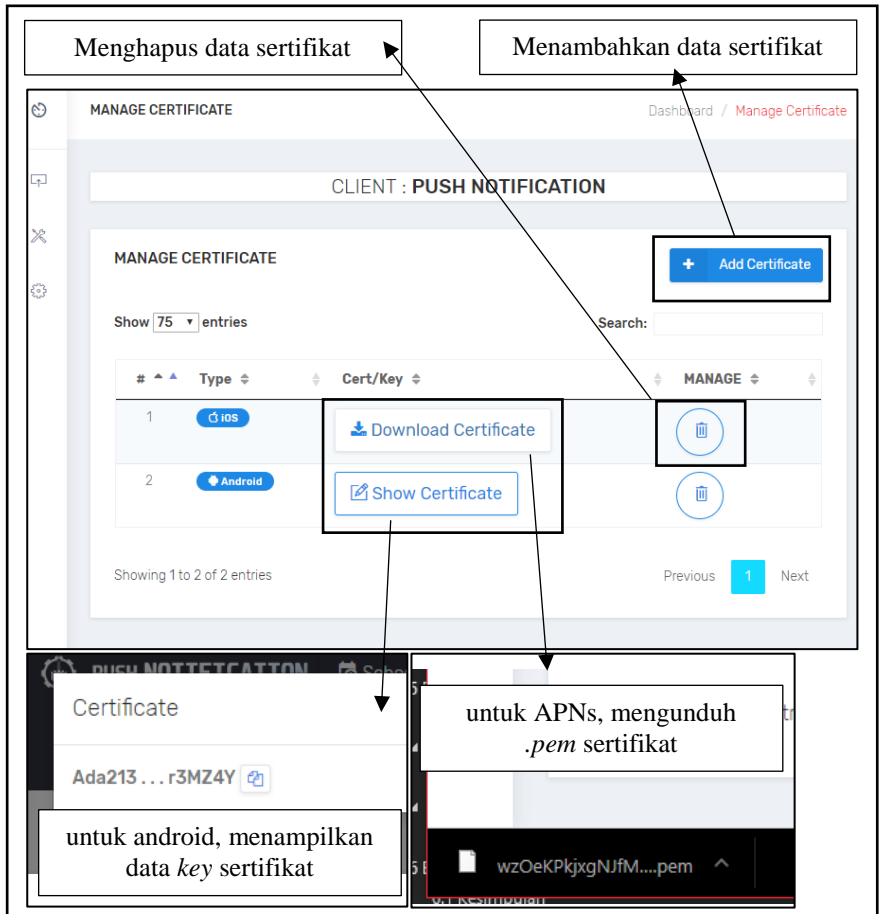 Menghapus data sertifikat
Menambahkan data sertifikat
MANAGE CERTIFICATE
Dashboard / Manage Certificate
CLIENT : PUSH NOTIFICATION
MANAGE CERTIFICATE
+ Add Certificate
Show 75 entries
Search:
# Type Cert/Key MANAGE
1 iOS Download Certificate
2 Android Show Certificate
Showing 1 to 2 of 2 entries
Previous 1 Next
PUSH NOTIFICATION
Certificate
Ada213 . . . r3MZ4Y
untuk android, menampilkan
data key sertifikat
untuk APNs, mengunduh
.pem sertifikat
wzOeKPkjxgNJfM....pem